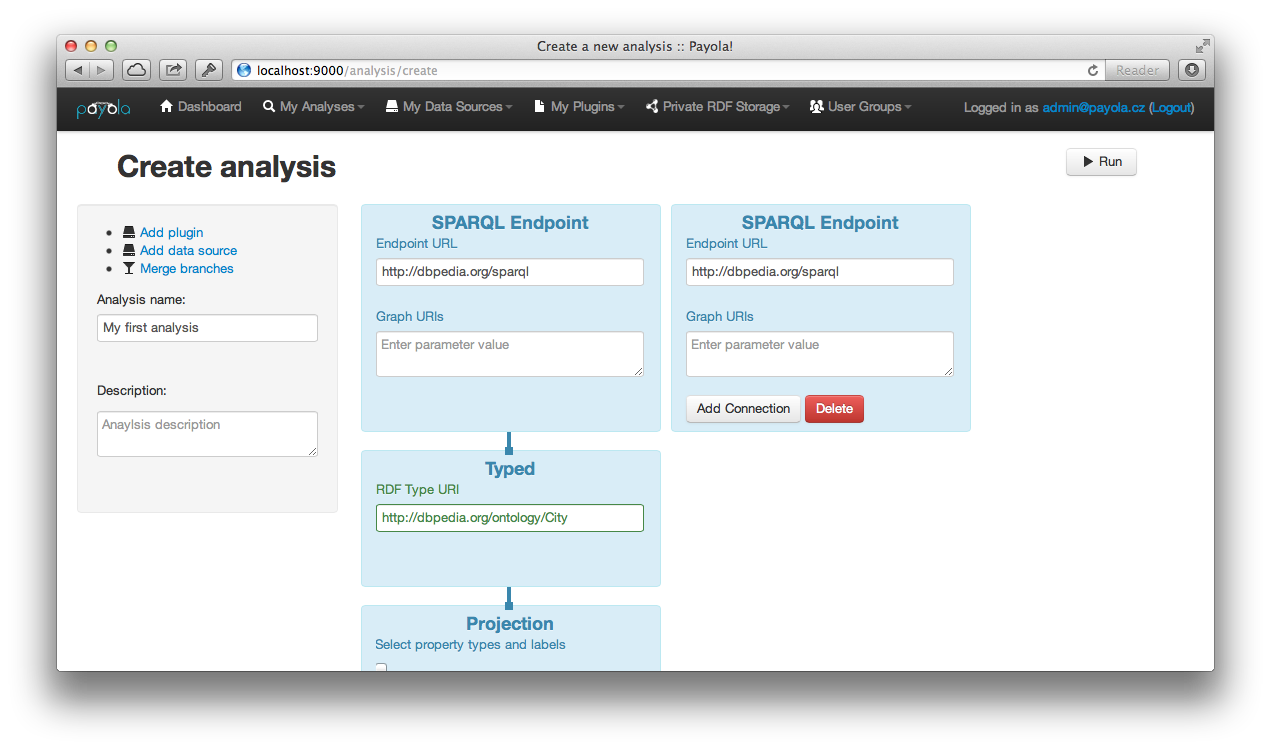 Create a new analysis :: Payola!
localhost:9000/analysis/create
Reader
payola
Dashboard
My Analyses
My Data Sources
My Plugins
Private RDF Storage
User Groups
Logged in as admin@payola.cz (Logout)
Create analysis
Run
Add plugin
Add data source
Merge branches
Analysis name:
My first analysis
Description:
Anaylsis description
SPARQL Endpoint
Endpoint URL
http://dbpedia.org/sparql
Graph URIs
Enter parameter value
SPARQL Endpoint
Endpoint URL
http://dbpedia.org/sparql
Graph URIs
Enter parameter value
Add Connection
Delete
Typed
RDF Type URI
http://dbpedia.org/ontology/City
Projection
Select property types and labels